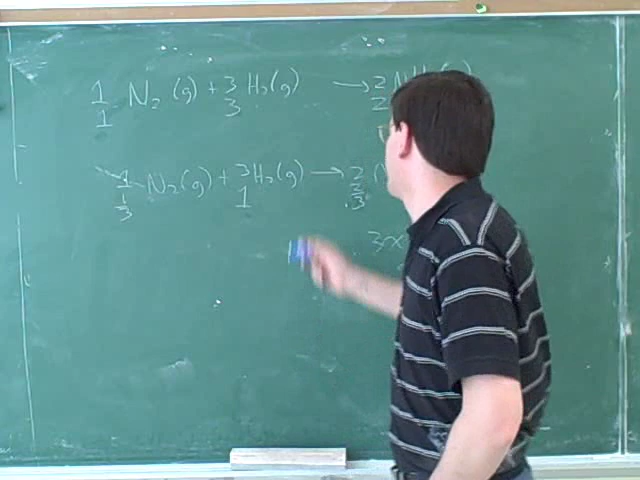 1 N₂ (g) + 3 H₂(g) → 2 NH
1 3 2
1 N₂(g) + 3 H₂(g) → 2 N
1/3 1 2/3
3x